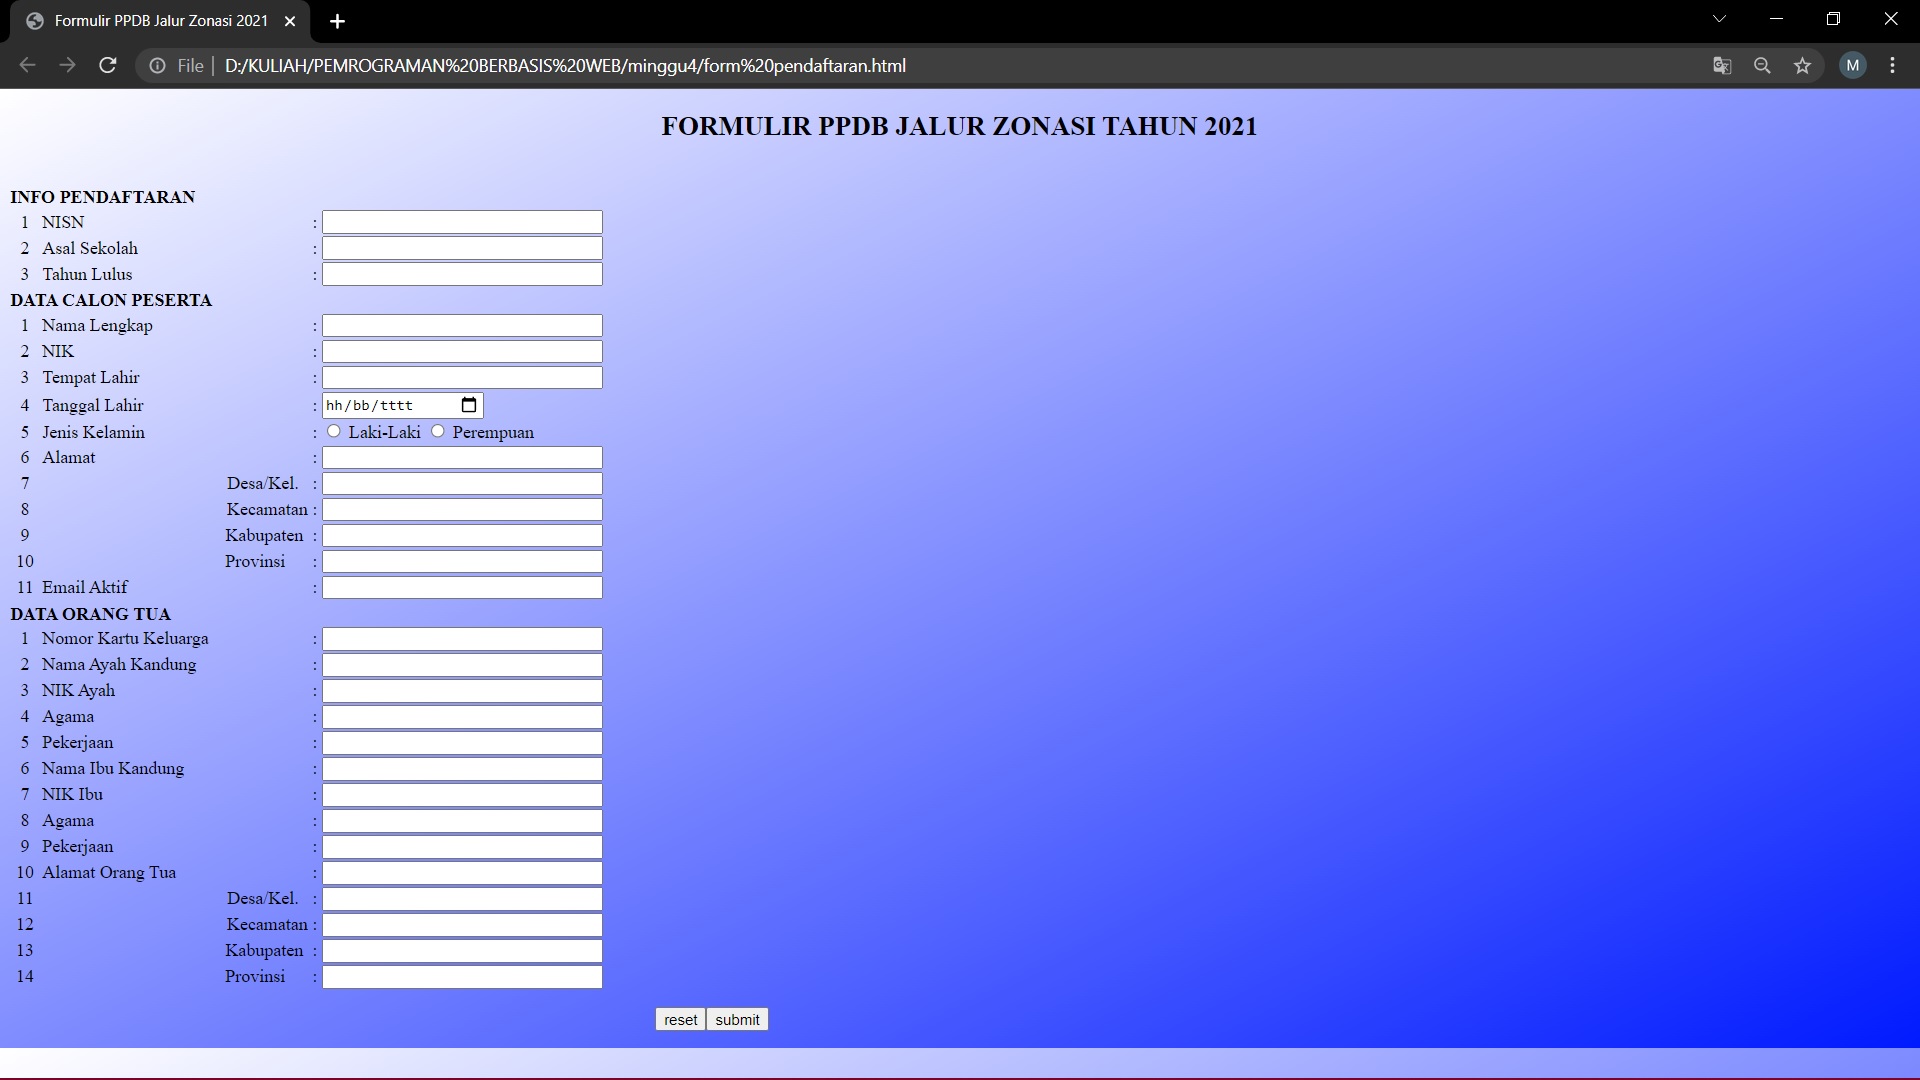 Formulir PPDB Jalur Zonasi 2021
File | D:/KULIAH/PEMROGRAMAN%20BERBASIS%20WEB/minggu4/form%20pendaftaran.html M
FORMULIR PPDB JALUR ZONASI TAHUN 2021
INFO PENDAFTARAN
1 NISN :
2 Asal Sekolah :
3 Tahun Lulus :
DATA CALON PESERTA
1 Nama Lengkap :
2 NIK :
3 Tempat Lahir :
4 Tanggal Lahir : hh/bb/tttt
5 Jenis Kelamin : Laki-Laki Perempuan
6 Alamat :
7 Desa/Kel. :
8 Kecamatan :
9 Kabupaten :
10 Provinsi :
11 Email Aktif :
DATA ORANG TUA
1 Nomor Kartu Keluarga :
2 Nama Ayah Kandung :
3 NIK Ayah :
4 Agama :
5 Pekerjaan :
6 Nama Ibu Kandung :
7 NIK Ibu :
8 Agama :
9 Pekerjaan :
10 Alamat Orang Tua :
11 Desa/Kel. :
12 Kecamatan :
13 Kabupaten :
14 Provinsi :
reset submit